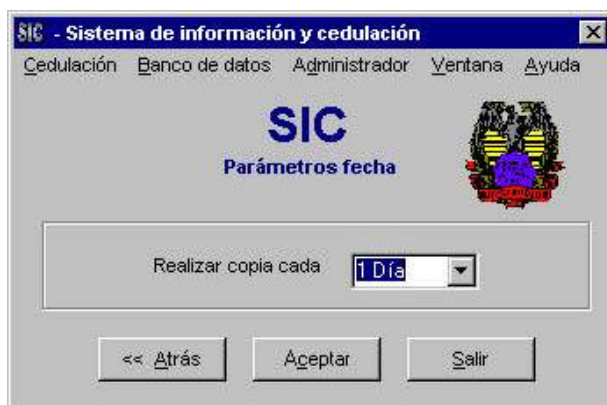 SIC - Sistema de información y cedulación
Cedulación Banco de datos Administrador Ventana Ayuda
SIC
Parámetros fecha
Realizar copia cada 1 Día
<< Atrás Aceptar Salir